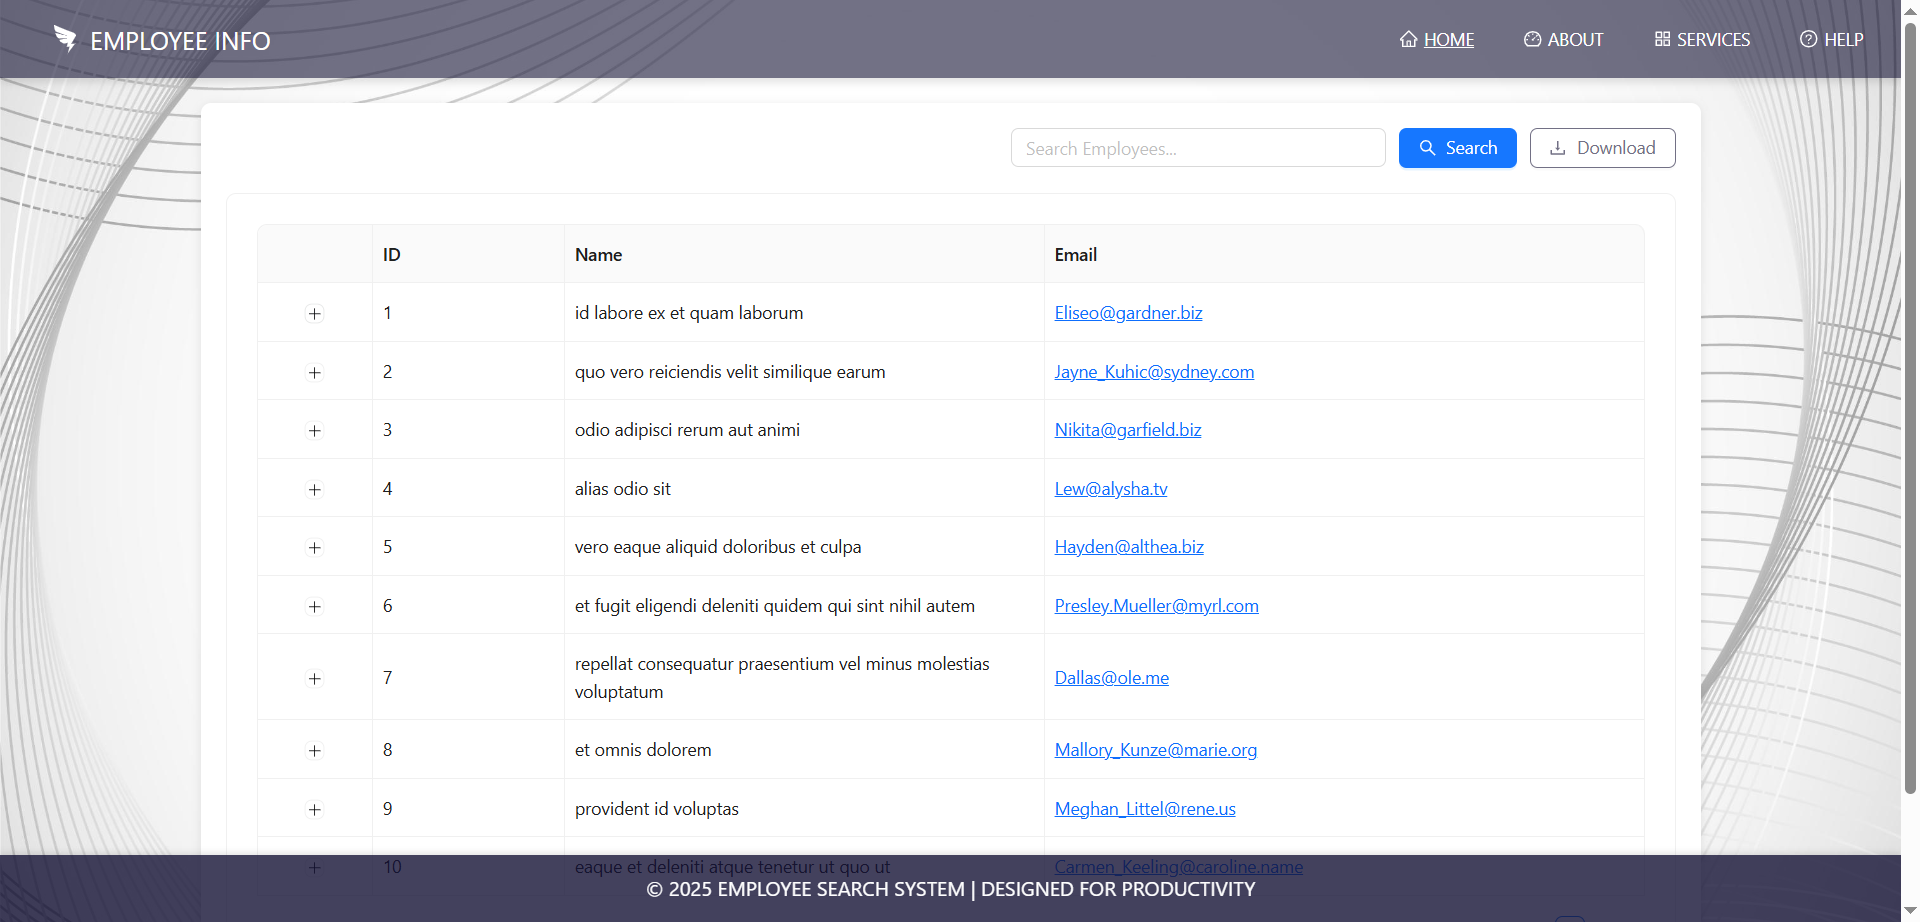 EMPLOYEE INFO
HOME
ABOUT
SERVICES
HELP
Search Employees...
Search
Download
ID Name Email
1 id labore ex et quam laborum Eliseo@gardner.biz
2 quo vero reiciendis velit similique earum Jayne_Kuhic@sydney.com
3 odio adipisci rerum aut animi Nikita@garfield.biz
4 alias odio sit Lew@alysha.tv
5 vero eaque aliquid doloribus et culpa Hayden@althea.biz
6 et fugit eligendi deleniti quidem qui sint nihil autem Presley.Mueller@myrl.com
7 repellat consequatur praesentium vel minus molestias
voluptatum Dallas@ole.me
8 et omnis dolorem Mallory_Kunze@marie.org
9 provident id voluptas Meghan_Littel@rene.us
10 eaque et deleniti atque tenetur ut quo ut Carmen_Keeling@caroline.name
© 2025 EMPLOYEE SEARCH SYSTEM | DESIGNED FOR PRODUCTIVITY